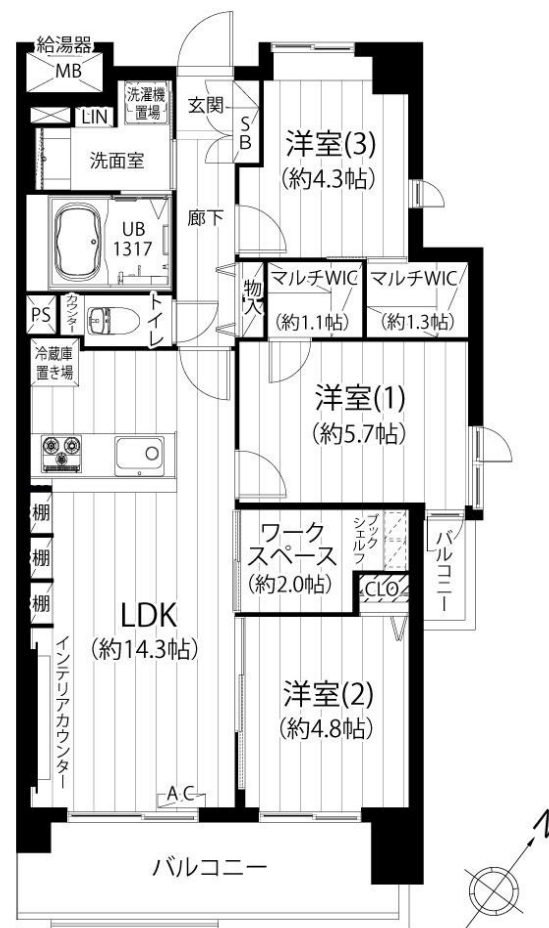 給湯器
MB
LIN
洗濯機
置場
玄関
SB
洋室(3)
(約4.3帖)
洗面室
廊下
UB
1317
物入
マルチWIC
(約1.1帖)
マルチWIC
(約1.3帖)
PS
カウンター
トイレ
冷蔵庫
置き場
洋室(1)
(約5.7帖)
棚
棚
棚
ワーク
スペース
(約2.0帖)
ブック
シェルフ
バルコニー
CLO
LDK
(約14.3帖)
インテリアカウンター
洋室(2)
(約4.8帖)
AC
バルコニー
N